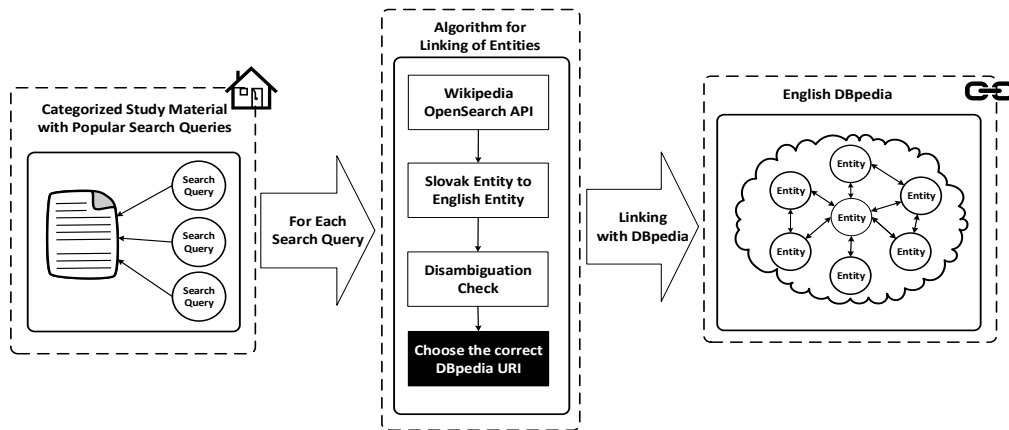 Categorized Study Material
with Popular Search Queries
Search
Query
Search
Query
Search
Query
For Each
Search Query
Algorithm for
Linking of Entities
Wikipedia
OpenSearch API
Slovak Entity to
English Entity
Disambiguation
Check
Choose the correct
DBpedia URI
Linking
with DBpedia
English DBpedia
Entity
Entity
Entity
Entity
Entity
Entity
Entity